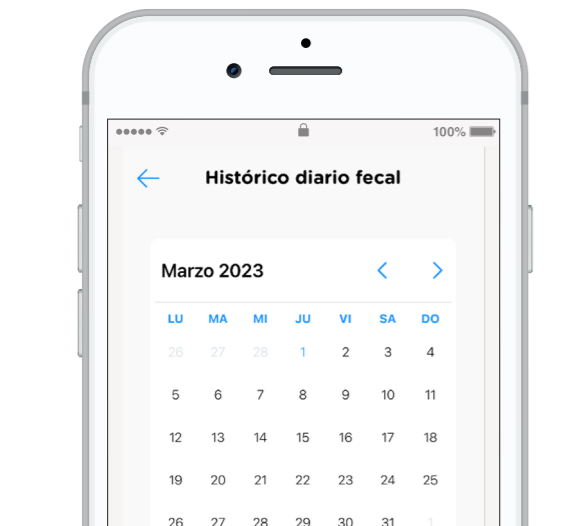 100%
Histórico diario fecal
Marzo 2023
LU MA MI JU VI SA DO
26 27 28 1 2 3 4
5 6 7 8 9 10 11
12 13 14 15 16 17 18
19 20 21 22 23 24 25
26 27 28 29 30 31 1